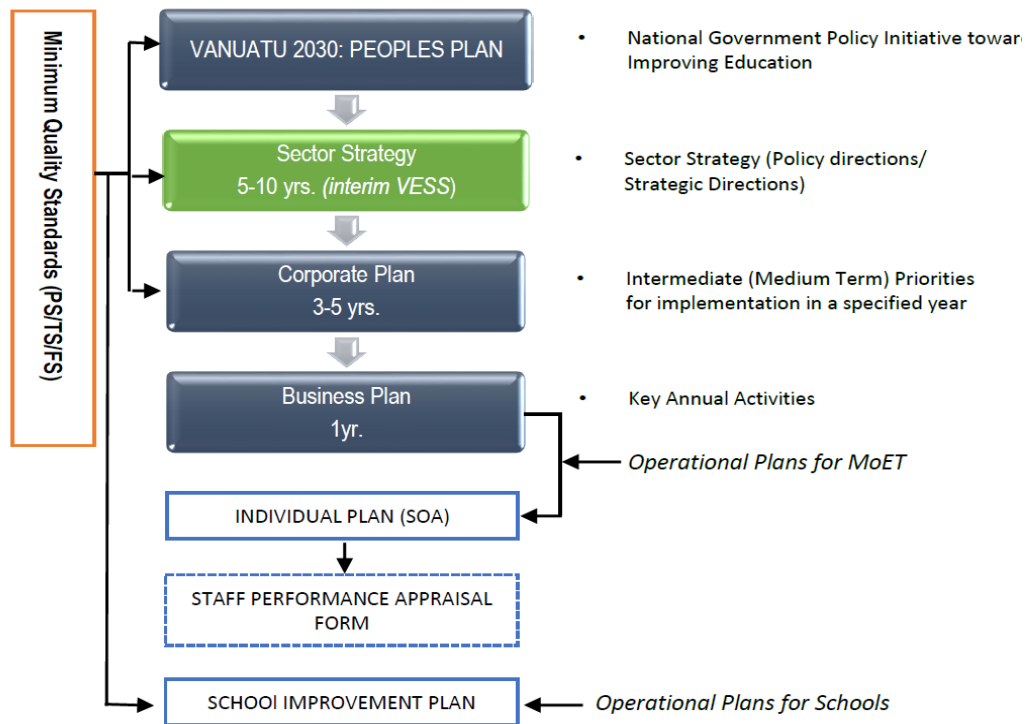 Minimum Quality Standards (PS/TS/FS)
VANUATU 2030: PEOPLES PLAN
• National Government Policy Initiative towar
Improving Education
Sector Strategy
5-10 yrs. (interim VESS)
• Sector Strategy (Policy directions/
Strategic Directions)
Corporate Plan
3-5 yrs.
• Intermediate (Medium Term) Priorities
for implementation in a specified year
Business Plan
1yr.
• Key Annual Activities
Operational Plans for MoET
INDIVIDUAL PLAN (SOA)
STAFF PERFORMANCE APPRAISAL
FORM
SCHOOl IMPROVEMENT PLAN
Operational Plans for Schools